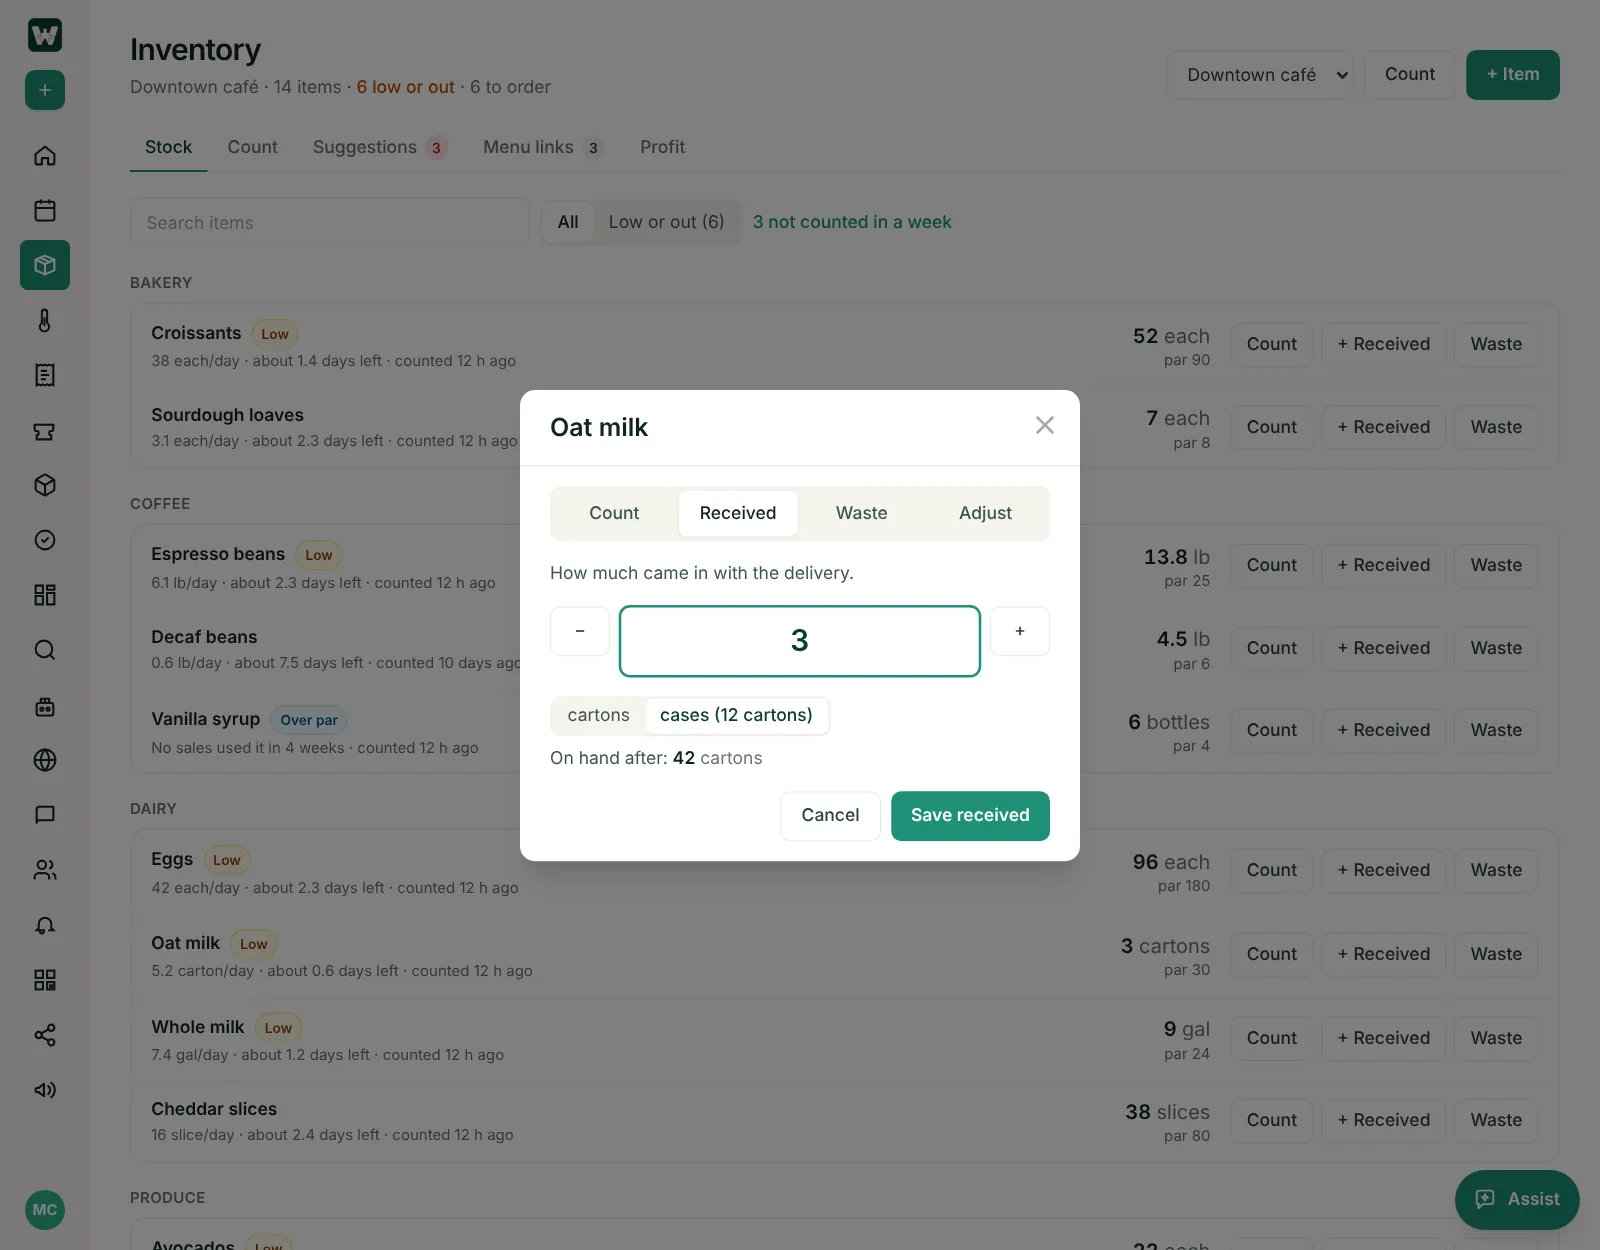 W
+
Inventory
Downtown café · 14 items · 6 low or out · 6 to order
Downtown café
Count
+ Item
Stock
Count
Suggestions 3
Menu links 3
Profit
Search items
All
Low or out (6)
3 not counted in a week
BAKERY
Croissants Low
38 each/day · about 1.4 days left · counted 12 h ago
52 each
par 90
Count
+ Received
Waste
Sourdough loaves
3.1 each/day · about 2.3 days left · counted 12 h ago
7 each
par 8
Count
+ Received
Waste
COFFEE
Espresso beans Low
6.1 lb/day · about 2.3 days left · counted 12 h ago
13.8 lb
par 25
Count
+ Received
Waste
Decaf beans
0.6 lb/day · about 7.5 days left · counted 10 days ago
4.5 lb
par 6
Count
+ Received
Waste
Vanilla syrup Over par
No sales used it in 4 weeks · counted 12 h ago
6 bottles
par 4
Count
+ Received
Waste
DAIRY
Eggs Low
42 each/day · about 2.3 days left · counted 12 h ago
96 each
par 180
Count
+ Received
Waste
Oat milk Low
5.2 carton/day · about 0.6 days left · counted 12 h ago
3 cartons
par 30
Count
+ Received
Waste
Whole milk Low
7.4 gal/day · about 1.2 days left · counted 12 h ago
9 gal
par 24
Count
+ Received
Waste
Cheddar slices
16 slice/day · about 2.4 days left · counted 12 h ago
38 slices
par 80
Count
+ Received
Waste
PRODUCE
Avocados Low
Oat milk
Count
Received
Waste
Adjust
How much came in with the delivery.
−
3
+
cartons
cases (12 cartons)
On hand after: 42 cartons
Cancel
Save received
MC
Assist